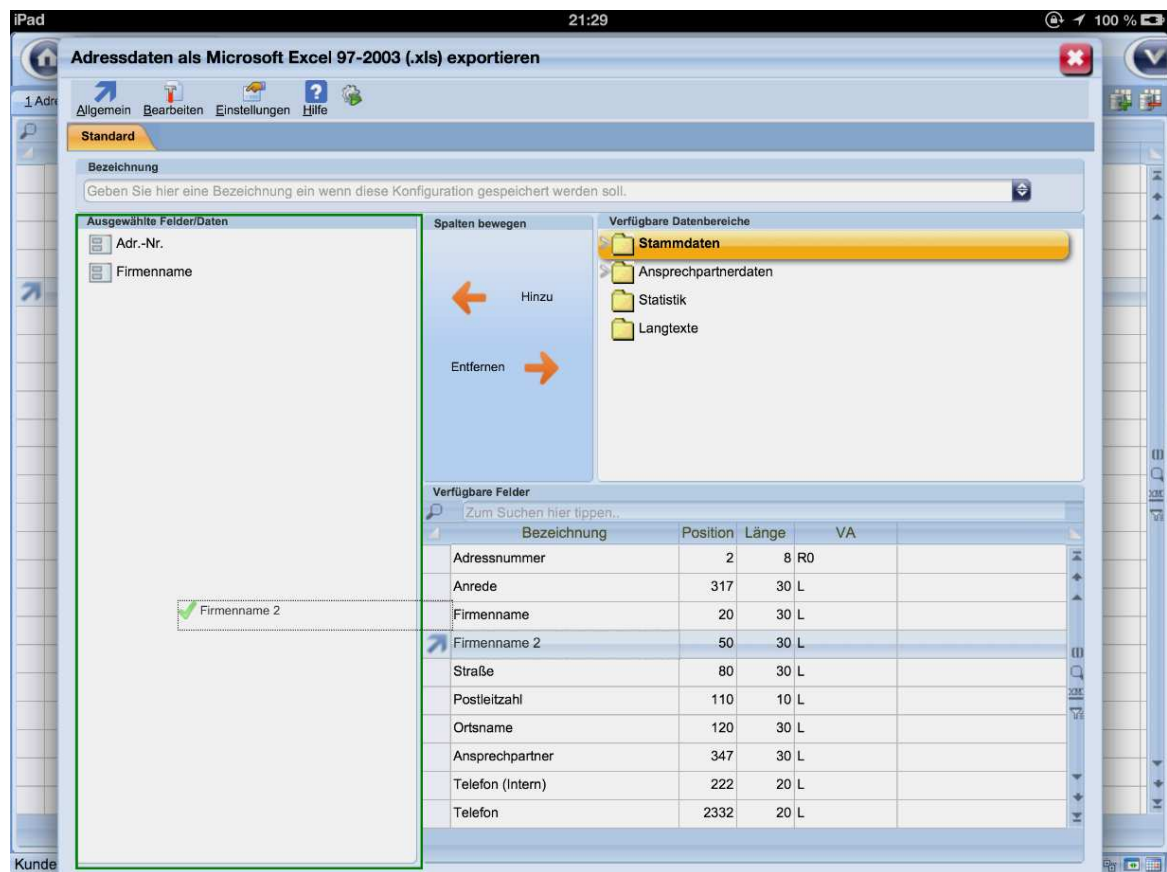 iPad 21:29 100 %
Adressdaten als Microsoft Excel 97-2003 (.xls) exportieren
Allgemein Bearbeiten Einstellungen Hilfe
1 Adre
Standard
Bezeichnung
Geben Sie hier eine Bezeichnung ein wenn diese Konfiguration gespeichert werden soll.
Ausgewählte Felder/Daten
Adr.-Nr.
Firmenname
Spalten bewegen
Hinzu
Entfernen
Verfügbare Datenbereiche
Stammdaten
Ansprechpartnerdaten
Statistik
Langtexte
Verfügbare Felder
Zum Suchen hier tippen..
Bezeichnung Position Länge VA
Adressnummer 2 8 R0
Anrede 317 30 L
Firmenname 20 30 L
Firmenname 2 50 30 L
Straße 80 30 L
Postleitzahl 110 10 L
Ortsname 120 30 L
Ansprechpartner 347 30 L
Telefon (Intern) 222 20 L
Telefon 2332 20 L
Firmenname 2
Kunde